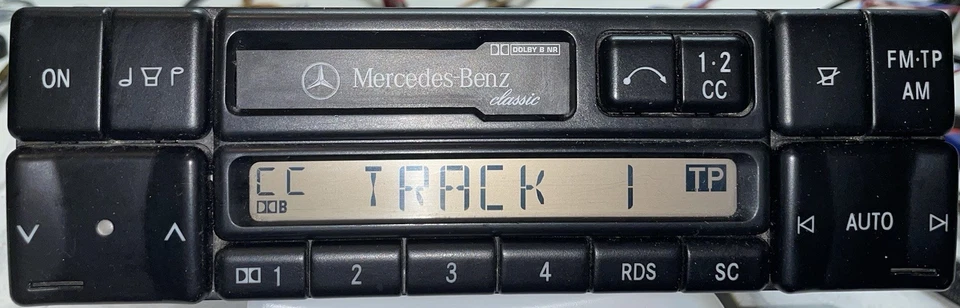 ON
DOLBY B NR
Mercedes-Benz
classic
1·2
CC
FM·TP
AM
CC TRACK 1 TP
B
AUTO
1 2 3 4 RDS SC